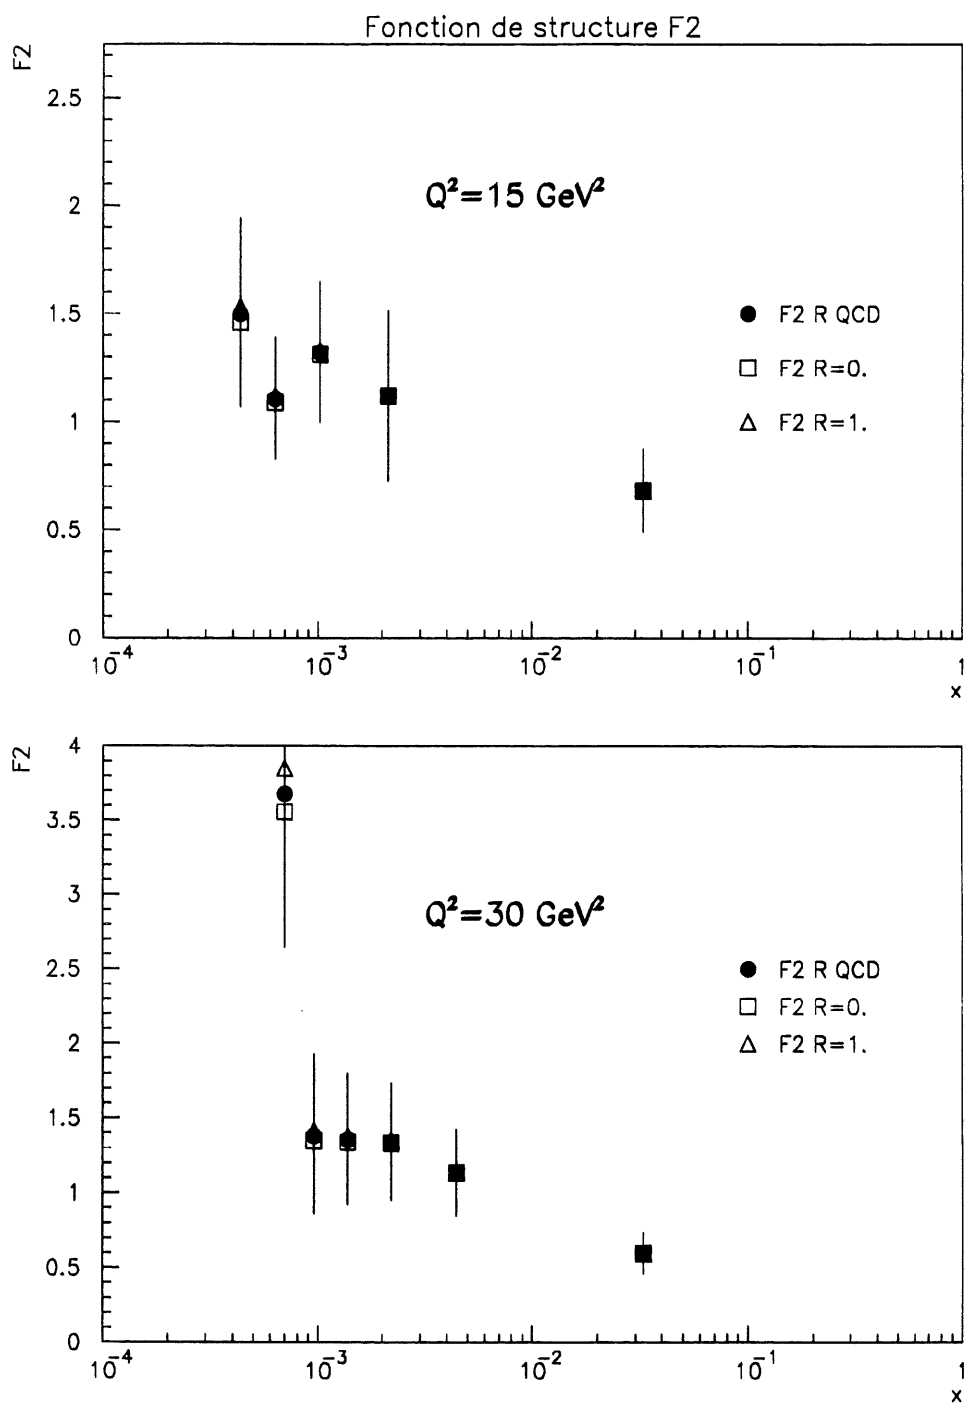 Fonction de structure F2
F2
2.5
2
1.5
1
0.5
0
Q²=15 GeV²
F2 R QCD
F2 R=0.
F2 R=1.
10⁻⁴
10⁻³
10⁻²
10⁻¹
1
x
F2
4
3.5
3
2.5
2
1.5
1
0.5
0
Q²=30 GeV²
F2 R QCD
F2 R=0.
F2 R=1.
10⁻⁴
10⁻³
10⁻²
10⁻¹
1
x